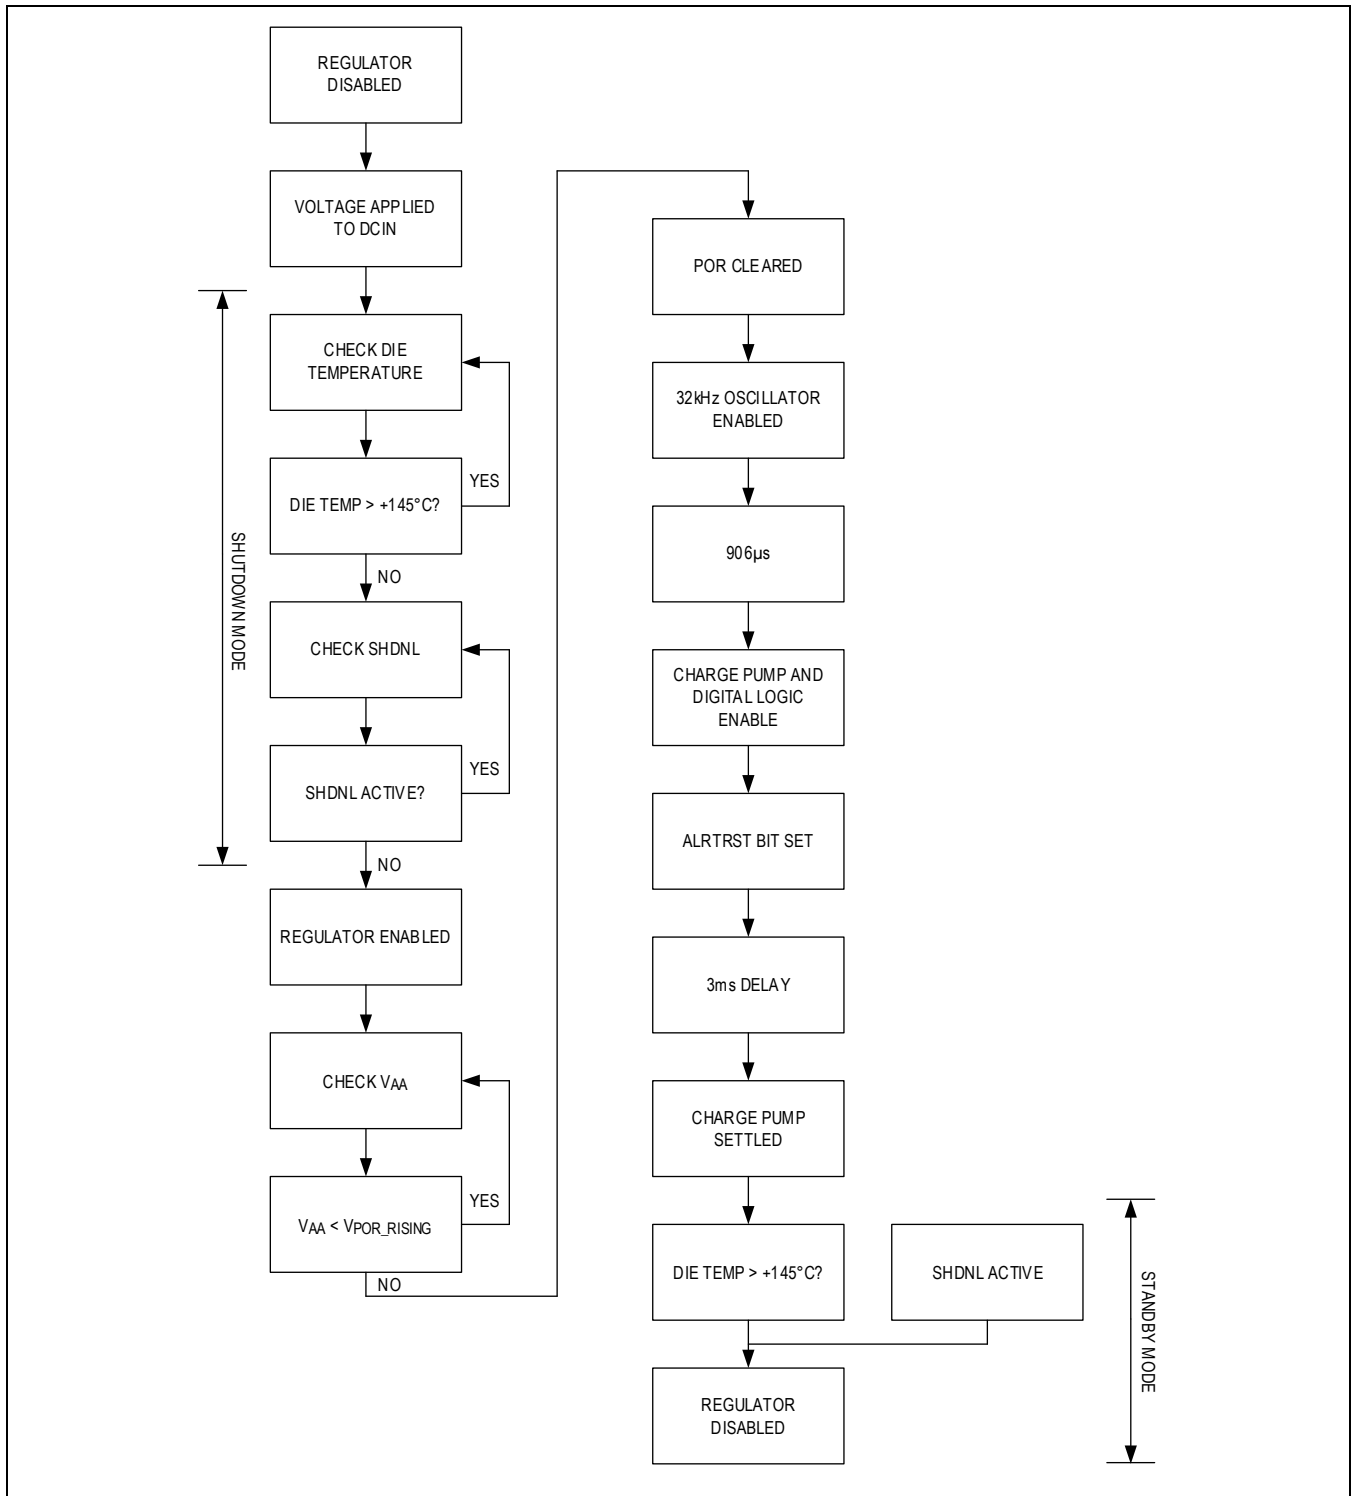 REGULATOR
DISABLED
VOLTAGE APPLIED
TO DCIN
CHECK DIE
TEMPERATURE
DIE TEMP > +145°C?
YES
NO
CHECK SHDNL
SHDNL ACTIVE?
YES
NO
SHUTDOWN MODE
REGULATOR ENABLED
CHECK VAA
VAA < VPOR_RISING
YES
NO
POR CLEARED
32kHz OSCILLATOR
ENABLED
906µs
CHARGE PUMP AND
DIGITAL LOGIC
ENABLE
ALRTRST BIT SET
3ms DELAY
CHARGE PUMP
SETTLED
DIE TEMP > +145°C?
SHDNL ACTIVE
REGULATOR
DISABLED
STANDBY MODE